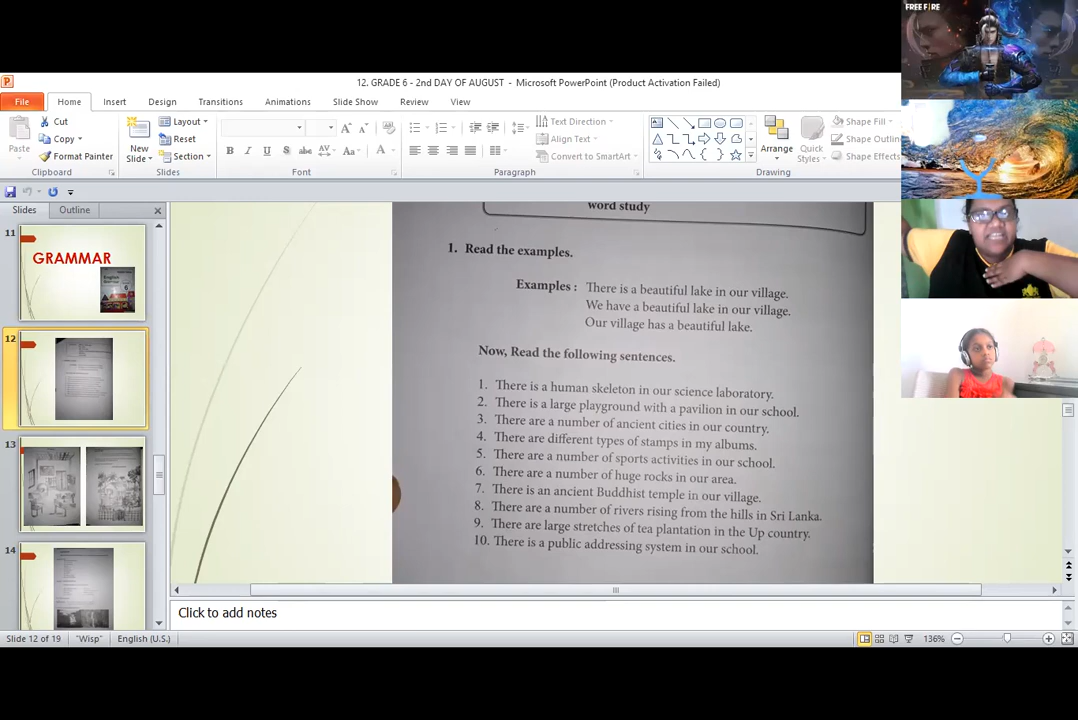 FREE FIRE
12. GRADE 6 - 2nd DAY OF AUGUST - Microsoft PowerPoint (Product Activation Failed)
File Home Insert Design Transitions Animations Slide Show Review View
Paste
Cut
Copy
Format Painter
Clipboard
New
Slide
Layout
Reset
Section
Slides
B I U S abc AV Aa A
Font
Text Direction
Align Text
Convert to SmartArt
Paragraph
Arrange
Quick
Styles
Shape Fill
Shape Outlin
Shape Effects
Drawing
Slides Outline
11
GRAMMAR
12
13
14
word study
1. Read the examples.
Examples : There is a beautiful lake in our village.
We have a beautiful lake in our village.
Our village has a beautiful lake.
Now, Read the following sentences.
1. There is a human skeleton in our science laboratory.
2. There is a large playground with a pavilion in our school.
3. There are a number of ancient cities in our country.
4. There are different types of stamps in my albums.
5. There are a number of sports activities in our school.
6. There are a number of huge rocks in our area.
7. There is an ancient Buddhist temple in our village.
8. There are a number of rivers rising from the hills in Sri Lanka.
9. There are large stretches of tea plantation in the Up country.
10. There is a public addressing system in our school.
Click to add notes
Slide 12 of 19 "Wisp" English (U.S.) 136%